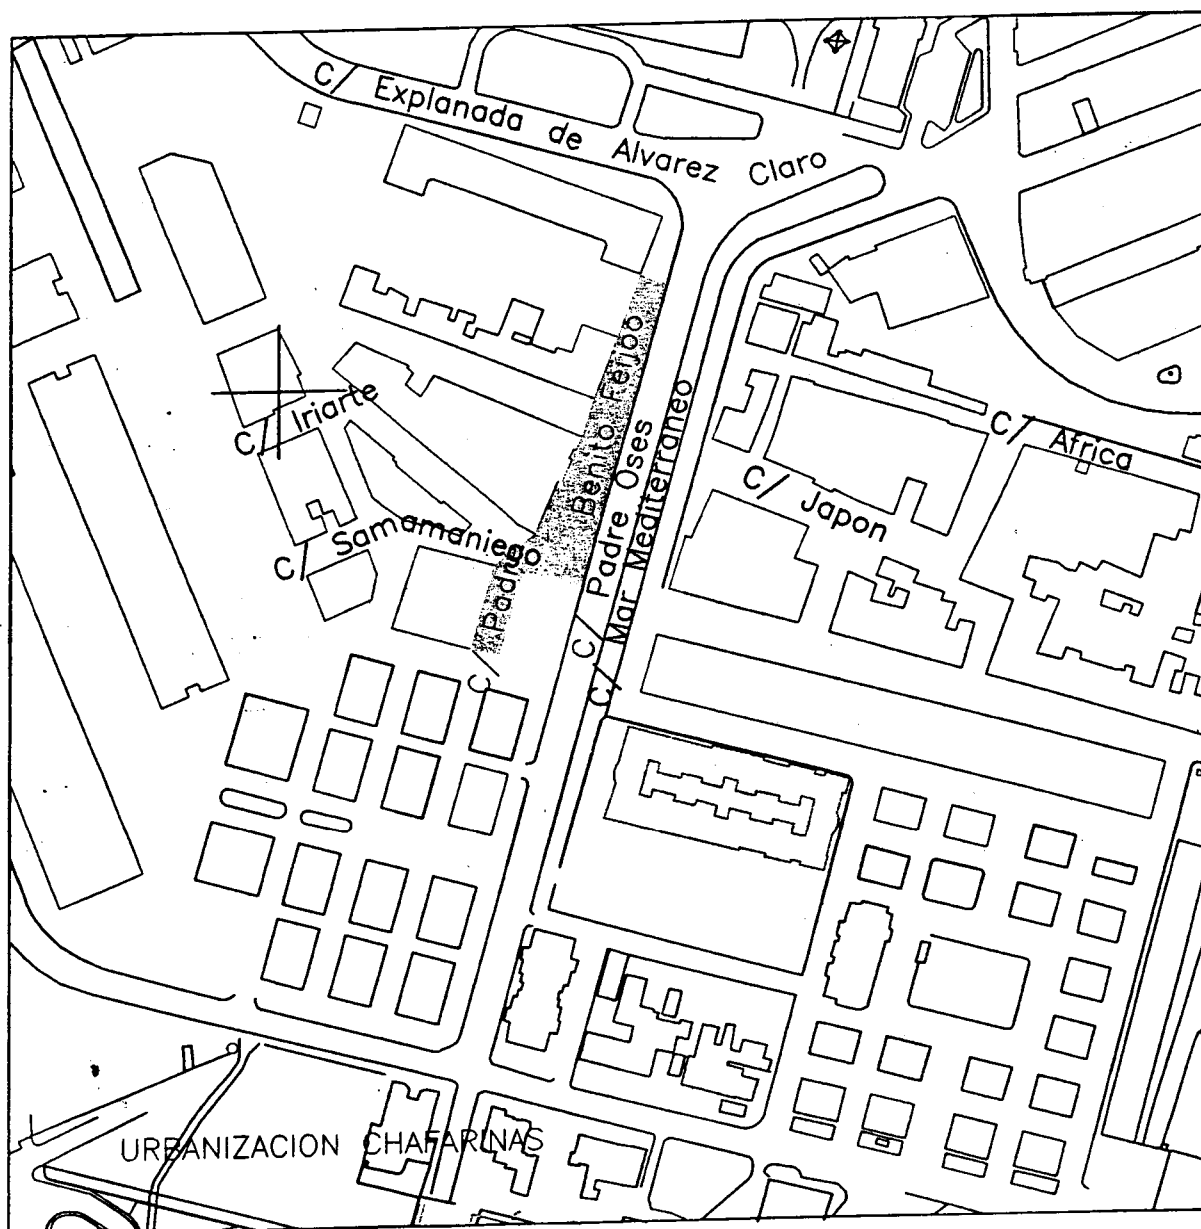 C/ Explanada de Alvarez Claro
C/ Padre Benito Feijoo
C/ Padre Oses
C/ Mar Mediterraneo
C/ Iriarte
C/ Africa
C/ Japon
C/ Samamaniego
URBANIZACION CHAFARINAS